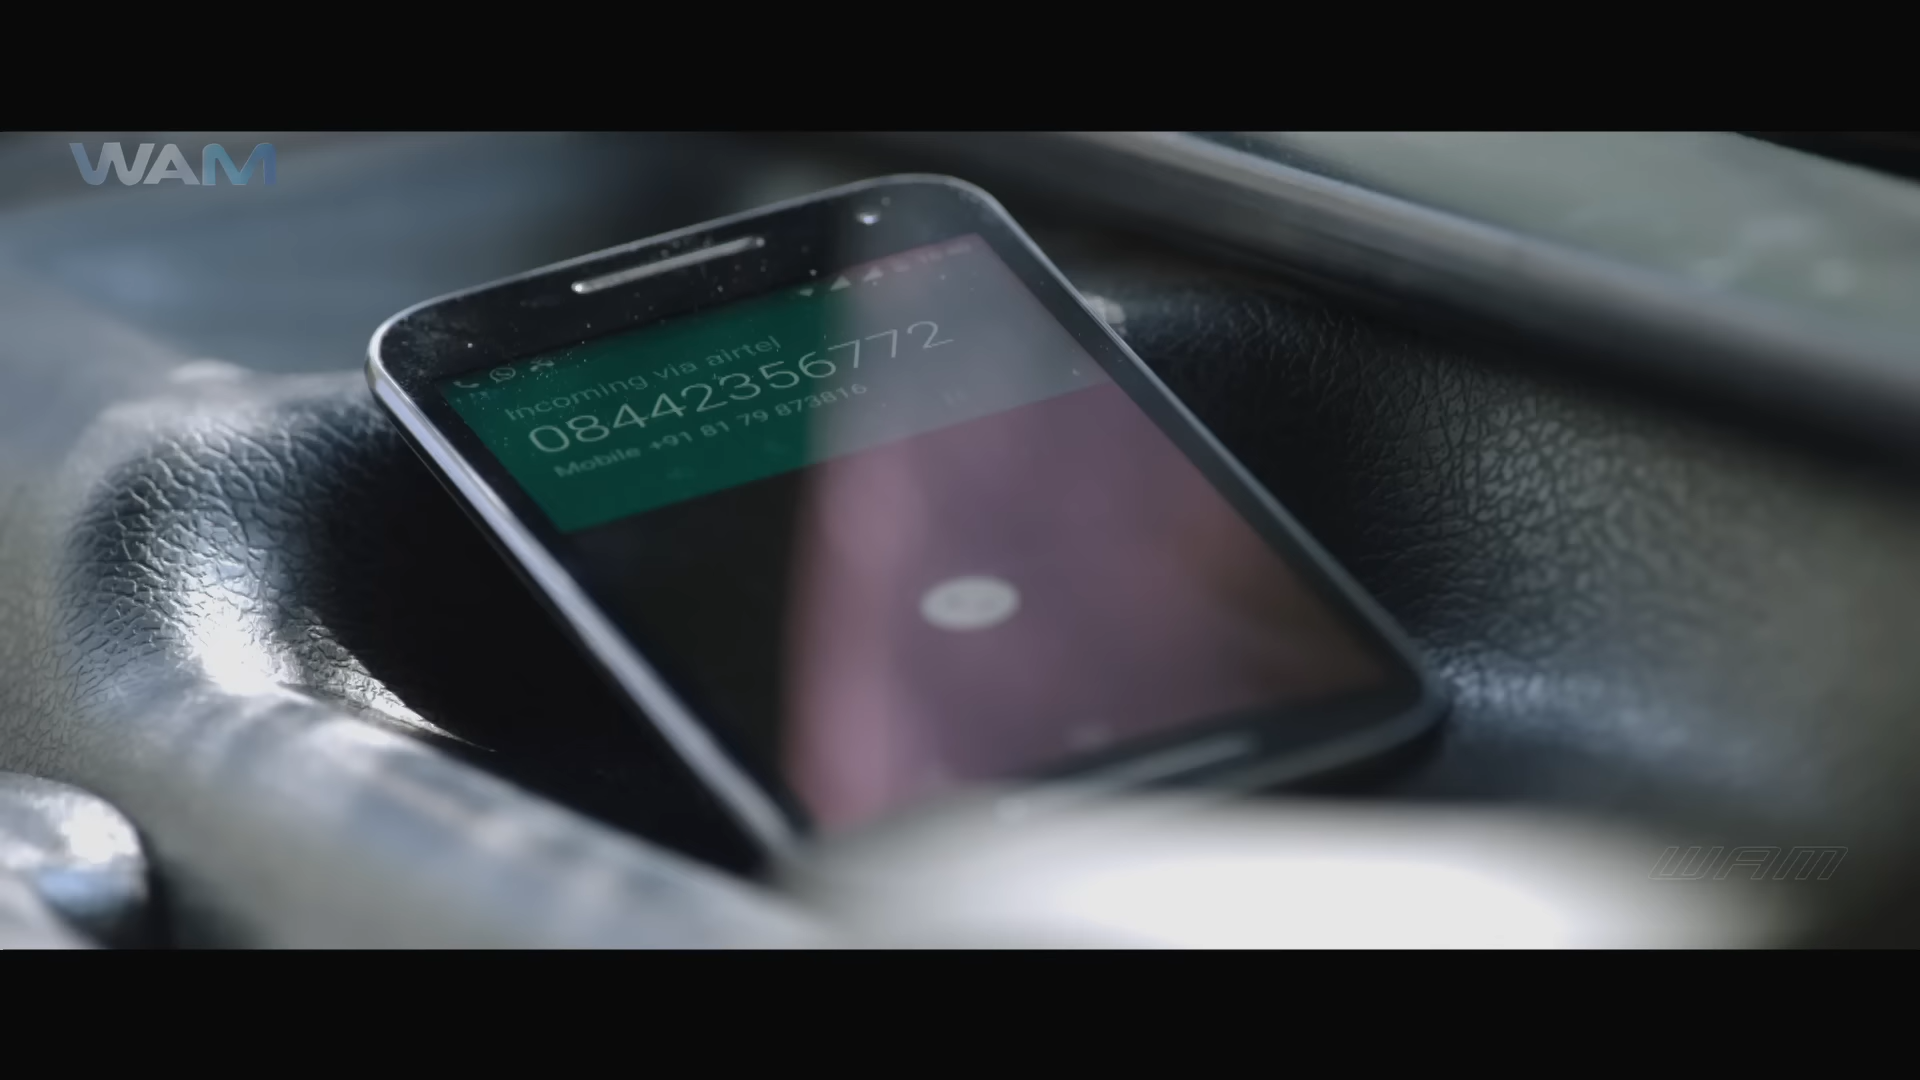 WAM
Incoming via airtel
08442356772
Mobile +91 81 79 873816
WAM